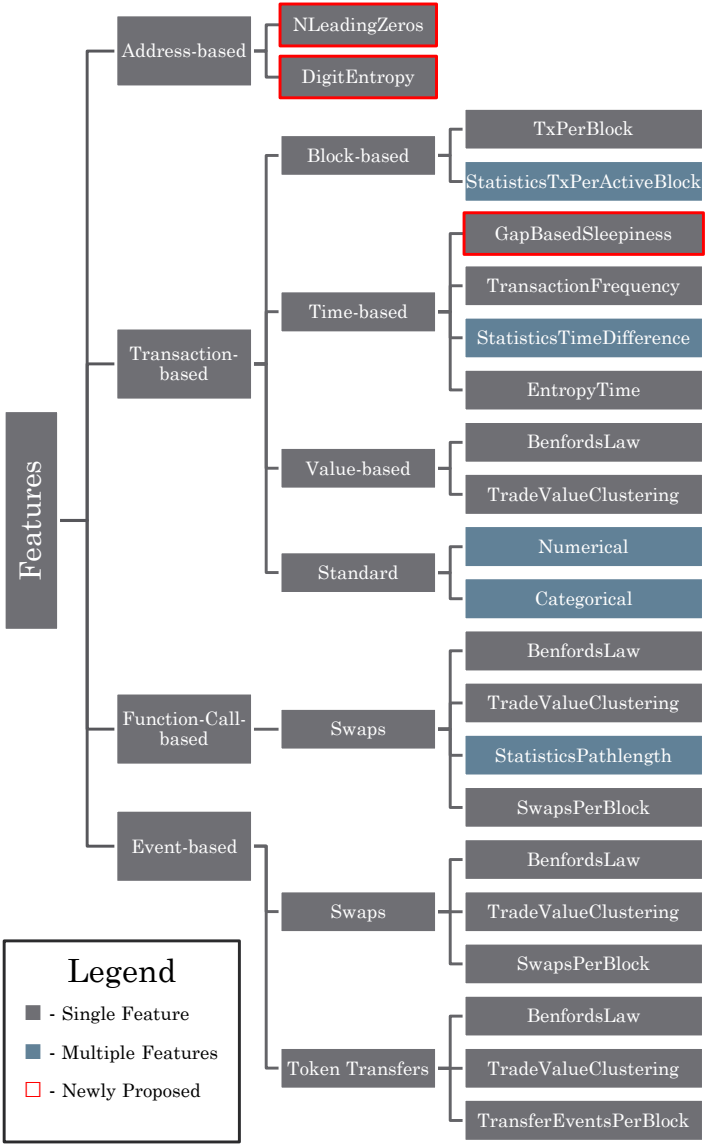 Features
Address-based
NLeadingZeros
DigitEntropy
Transaction-
based
Block-based
TxPerBlock
StatisticsTxPerActiveBlock
Time-based
GapBasedSleepiness
TransactionFrequency
StatisticsTimeDifference
EntropyTime
Value-based
BenfordsLaw
TradeValueClustering
Standard
Numerical
Categorical
Function-Call-
based
Swaps
BenfordsLaw
TradeValueClustering
StatisticsPathlength
SwapsPerBlock
Event-based
Swaps
BenfordsLaw
TradeValueClustering
SwapsPerBlock
Token Transfers
BenfordsLaw
TradeValueClustering
TransferEventsPerBlock
Legend
- Single Feature
- Multiple Features
- Newly Proposed